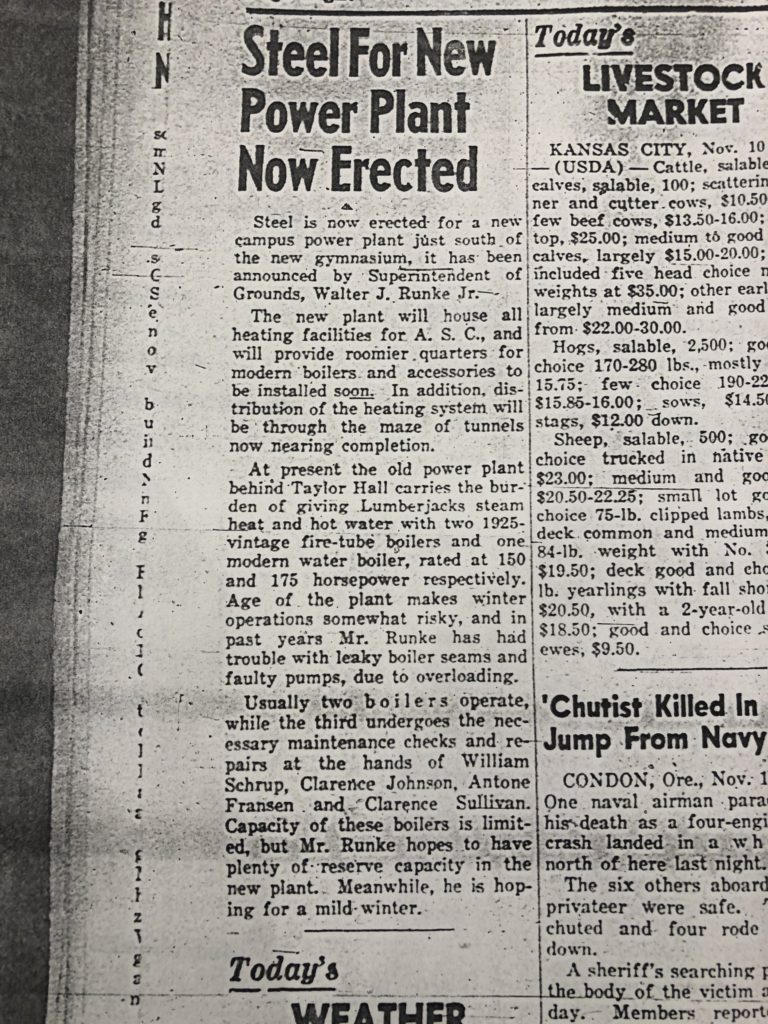 Steel For New
Power Plant
Now Erected
Steel is now erected for a new
campus power plant just south of
the new gymnasium, it has been
announced by Superintendent of
Grounds, Walter J. Runke Jr.
The new plant will house all
heating facilities for A. S. C., and
will provide roomier quarters for
modern boilers and accessories to
be installed soon. In addition, dis-
tribution of the heating system will
be through the maze of tunnels
now nearing completion.
At present the old power plant
behind Taylor Hall carries the bur-
den of giving Lumberjacks steam
heat and hot water with two 1925-
vintage fire-tube boilers and one
modern water boiler, rated at 150
and 175 horsepower respectively.
Age of the plant makes winter
operations somewhat risky, and in
past years Mr. Runke has had
trouble with leaky boiler seams and
faulty pumps, due to overloading.
Usually two boilers operate,
while the third undergoes the nec-
essary maintenance checks and re-
pairs at the hands of William
Schrup, Clarence Johnson, Antone
Fransen and Clarence Sullivan.
Capacity of these boilers is limit-
ed, but Mr. Runke hopes to have
plenty of reserve capacity in the
new plant. Meanwhile, he is hop-
ing for a mild winter.
Today's
WEATHER
Today's
LIVESTOCK
MARKET
KANSAS CITY, Nov. 10
— (USDA) — Cattle, salable
calves, salable, 100; scatterin
ner and cutter cows, $10.50
few beef cows, $13.50-16.00;
top, $25.00; medium to good
calves, largely $15.00-20.00;
included five head choice
weights at $35.00; other earl
largely medium and good
from $22.00-30.00.
Hogs, salable, 2,500; go
choice 170-280 lbs., mostly
15.75; few choice 190-22
$15.85-16.00; sows, $14.50
stags, $12.00 down.
Sheep, salable, 500; go
choice trucked in native
$23.00; medium and goo
$20.50-22.25; small lot go
choice 75-lb. clipped lambs,
deck common and medium
84-lb. weight with No.
$19.50; deck good and cho
lb. yearlings with fall sho
$20.50, with a 2-year-old
$18.50; good and choice s
ewes, $9.50.
'Chutist Killed In
Jump From Navy
CONDON, Ore., Nov. 1
One naval airman para
his death as a four-engi
crash landed in a wh
north of here last night.
The six others aboard
privateer were safe.
chuted and four rode
down.
A sheriff's searching p
the body of the victim a
day. Members report